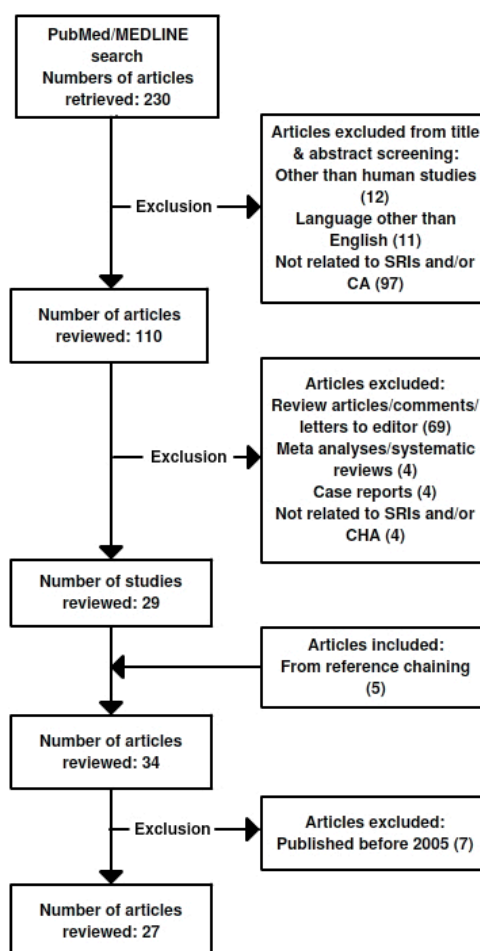 PubMed/MEDLINE
search
Numbers of articles
retrieved: 230
Articles excluded from title
& abstract screening:
Other than human studies
(12)
Language other than
English (11)
Not related to SRIs and/or
CA (97)
Exclusion
Number of articles
reviewed: 110
Articles excluded:
Review articles/comments/
letters to editor (69)
Meta analyses/systematic
reviews (4)
Case reports (4)
Not related to SRIs and/or
CHA (4)
Exclusion
Number of studies
reviewed: 29
Articles included:
From reference chaining
(5)
Number of articles
reviewed: 34
Exclusion
Articles excluded:
Published before 2005 (7)
Number of articles
reviewed: 27